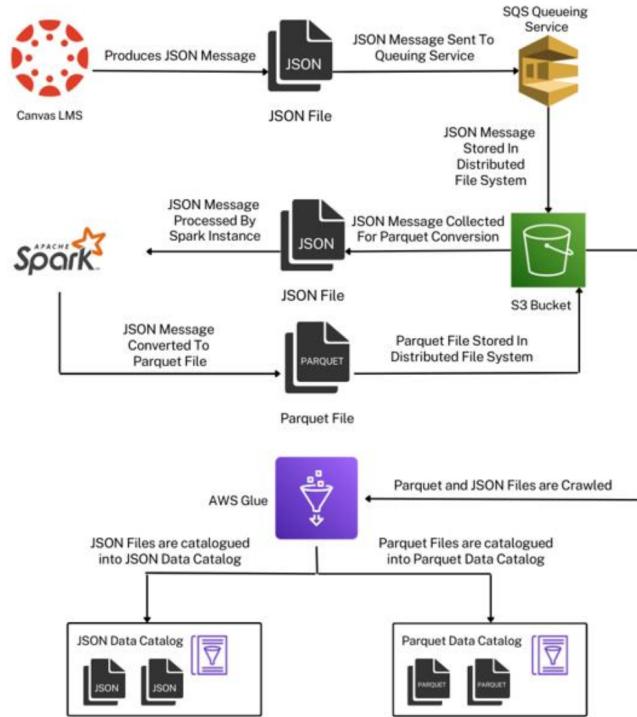 SQS Queueing
Service
Produces JSON Message
JSON
JSON Message Sent To
Queuing Service
Canvas LMS
JSON File
JSON Message
Stored In
Distributed
File System
JSON Message
Processed By
Spark Instance
JSON
JSON Message Collected
For Parquet Conversion
APACHE
Spark
JSON File
S3 Bucket
JSON Message
Converted To
Parquet File
PARQUET
Parquet File Stored In
Distributed File System
Parquet File
AWS Glue
Parquet and JSON Files are Crawled
JSON Files are catalogued
into JSON Data Catalog
Parquet Files are catalogued
into Parquet Data Catalog
JSON Data Catalog
JSON
JSON
Parquet Data Catalog
PARQUET
PARQUET